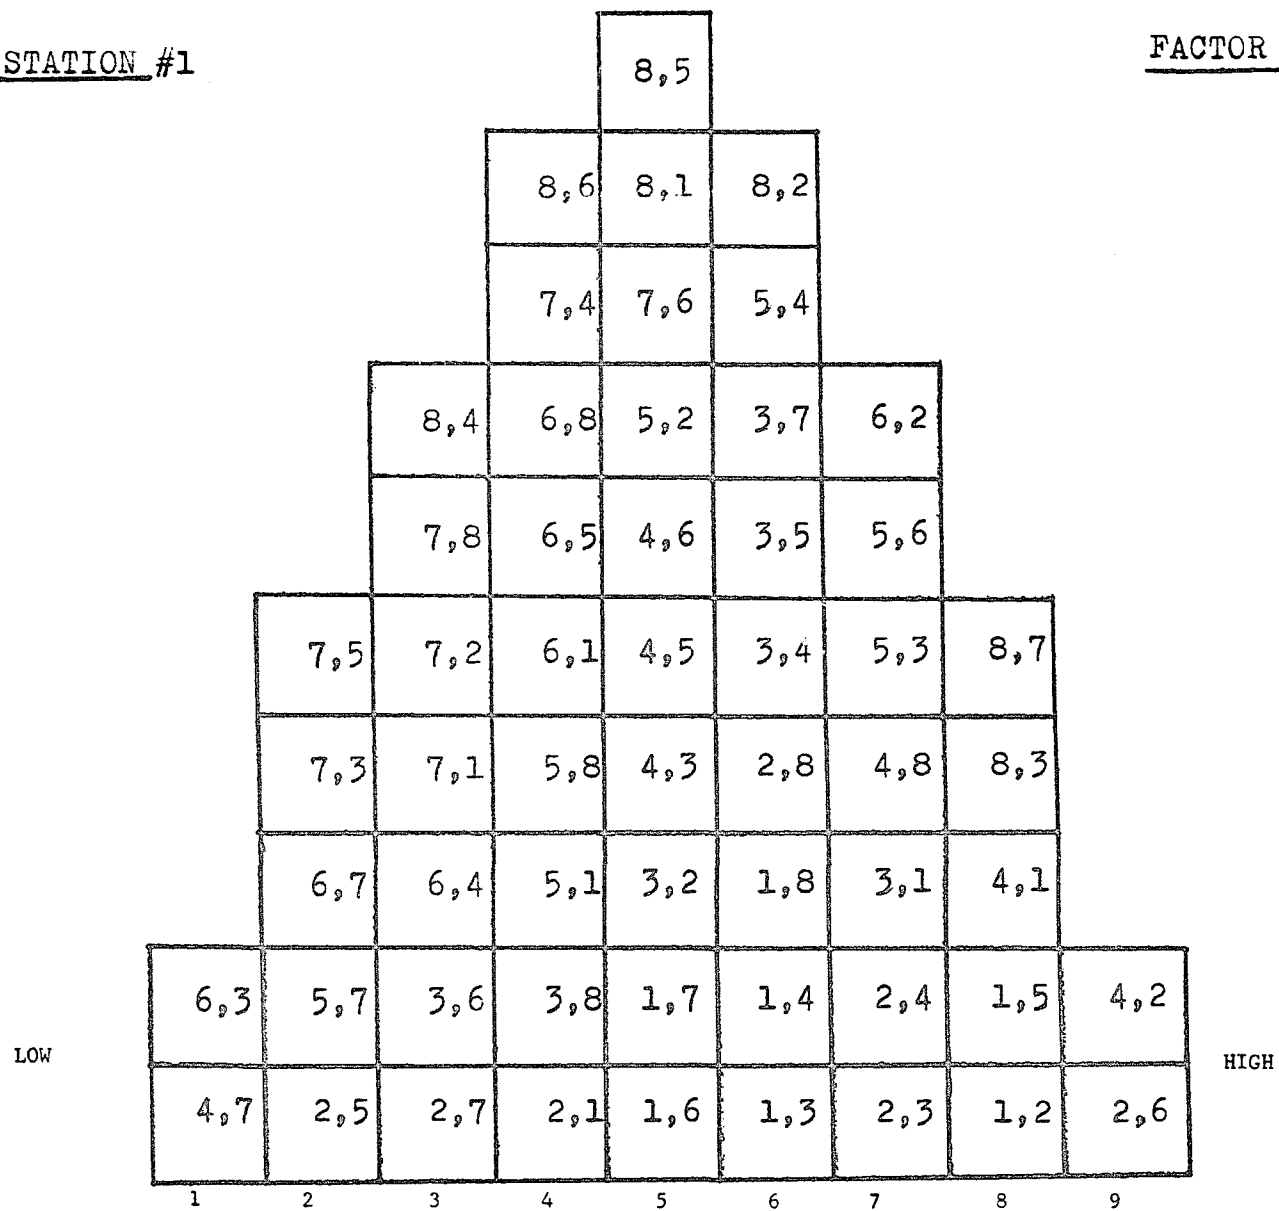 STATION #1 FACTOR
8,5
8,6 8,1 8,2
7,4 7,6 5,4
8,4 6,8 5,2 3,7 6,2
7,8 6,5 4,6 3,5 5,6
7,5 7,2 6,1 4,5 3,4 5,3 8,7
7,3 7,1 5,8 4,3 2,8 4,8 8,3
6,7 6,4 5,1 3,2 1,8 3,1 4,1
6,3 5,7 3,6 3,8 1,7 1,4 2,4 1,5 4,2
LOW HIGH
4,7 2,5 2,7 2,1 1,6 1,3 2,3 1,2 2,6
1 2 3 4 5 6 7 8 9